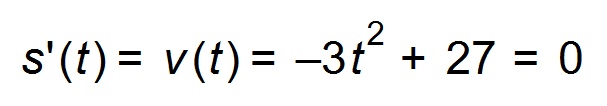 s'(t) = v(t) = –3t² + 27 = 0